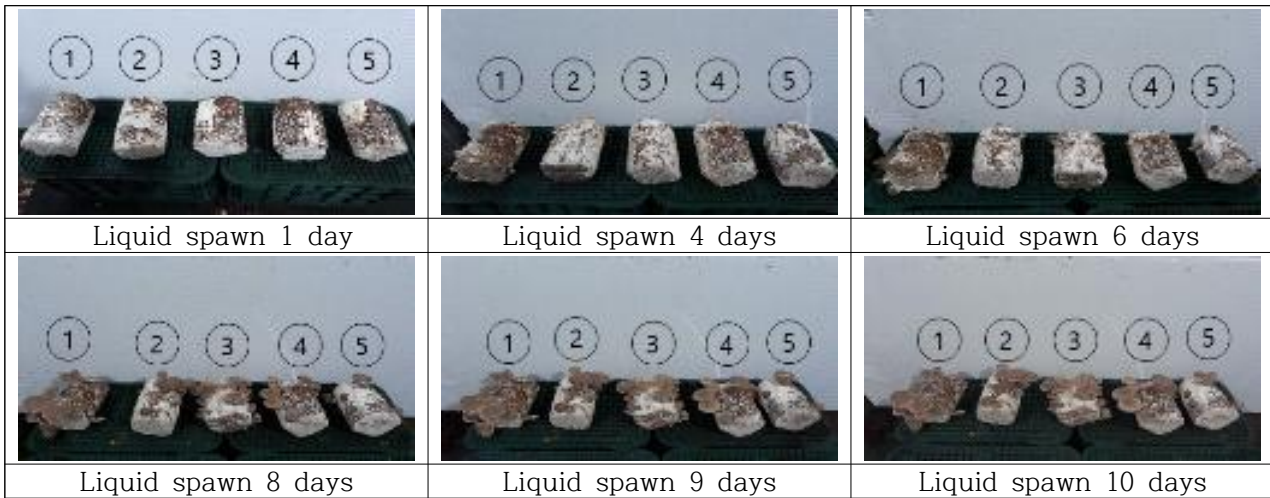 ① ② ③ ④ ⑤
① ② ③ ④ ⑤
① ② ③ ④ ⑤
Liquid spawn 1 day
Liquid spawn 4 days
Liquid spawn 6 days
① ② ③ ④ ⑤
① ② ③ ④ ⑤
① ② ③ ④ ⑤
Liquid spawn 8 days
Liquid spawn 9 days
Liquid spawn 10 days